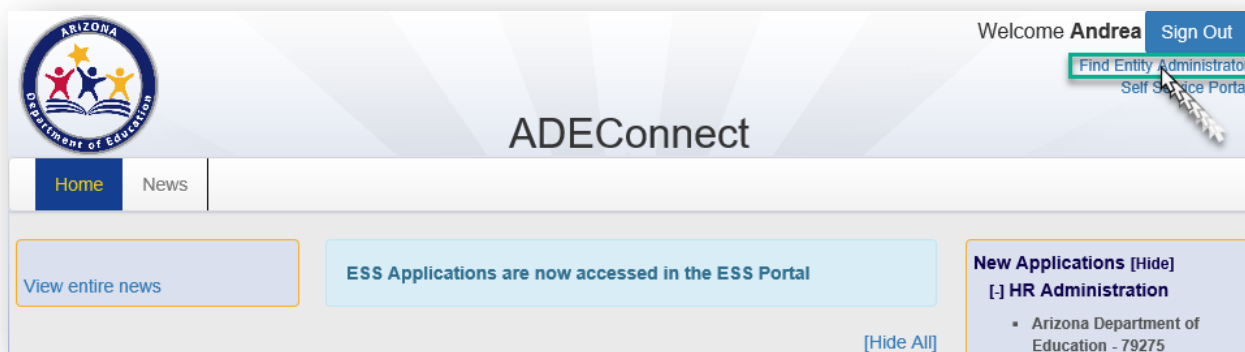 ARIZONA
Department of Education
Welcome Andrea Sign Out
Find Entity Administrator
Self Service Porta
ADEConnect
Home News
View entire news
ESS Applications are now accessed in the ESS Portal
[Hide All]
New Applications [Hide]
[-] HR Administration
▪ Arizona Department of
Education - 79275